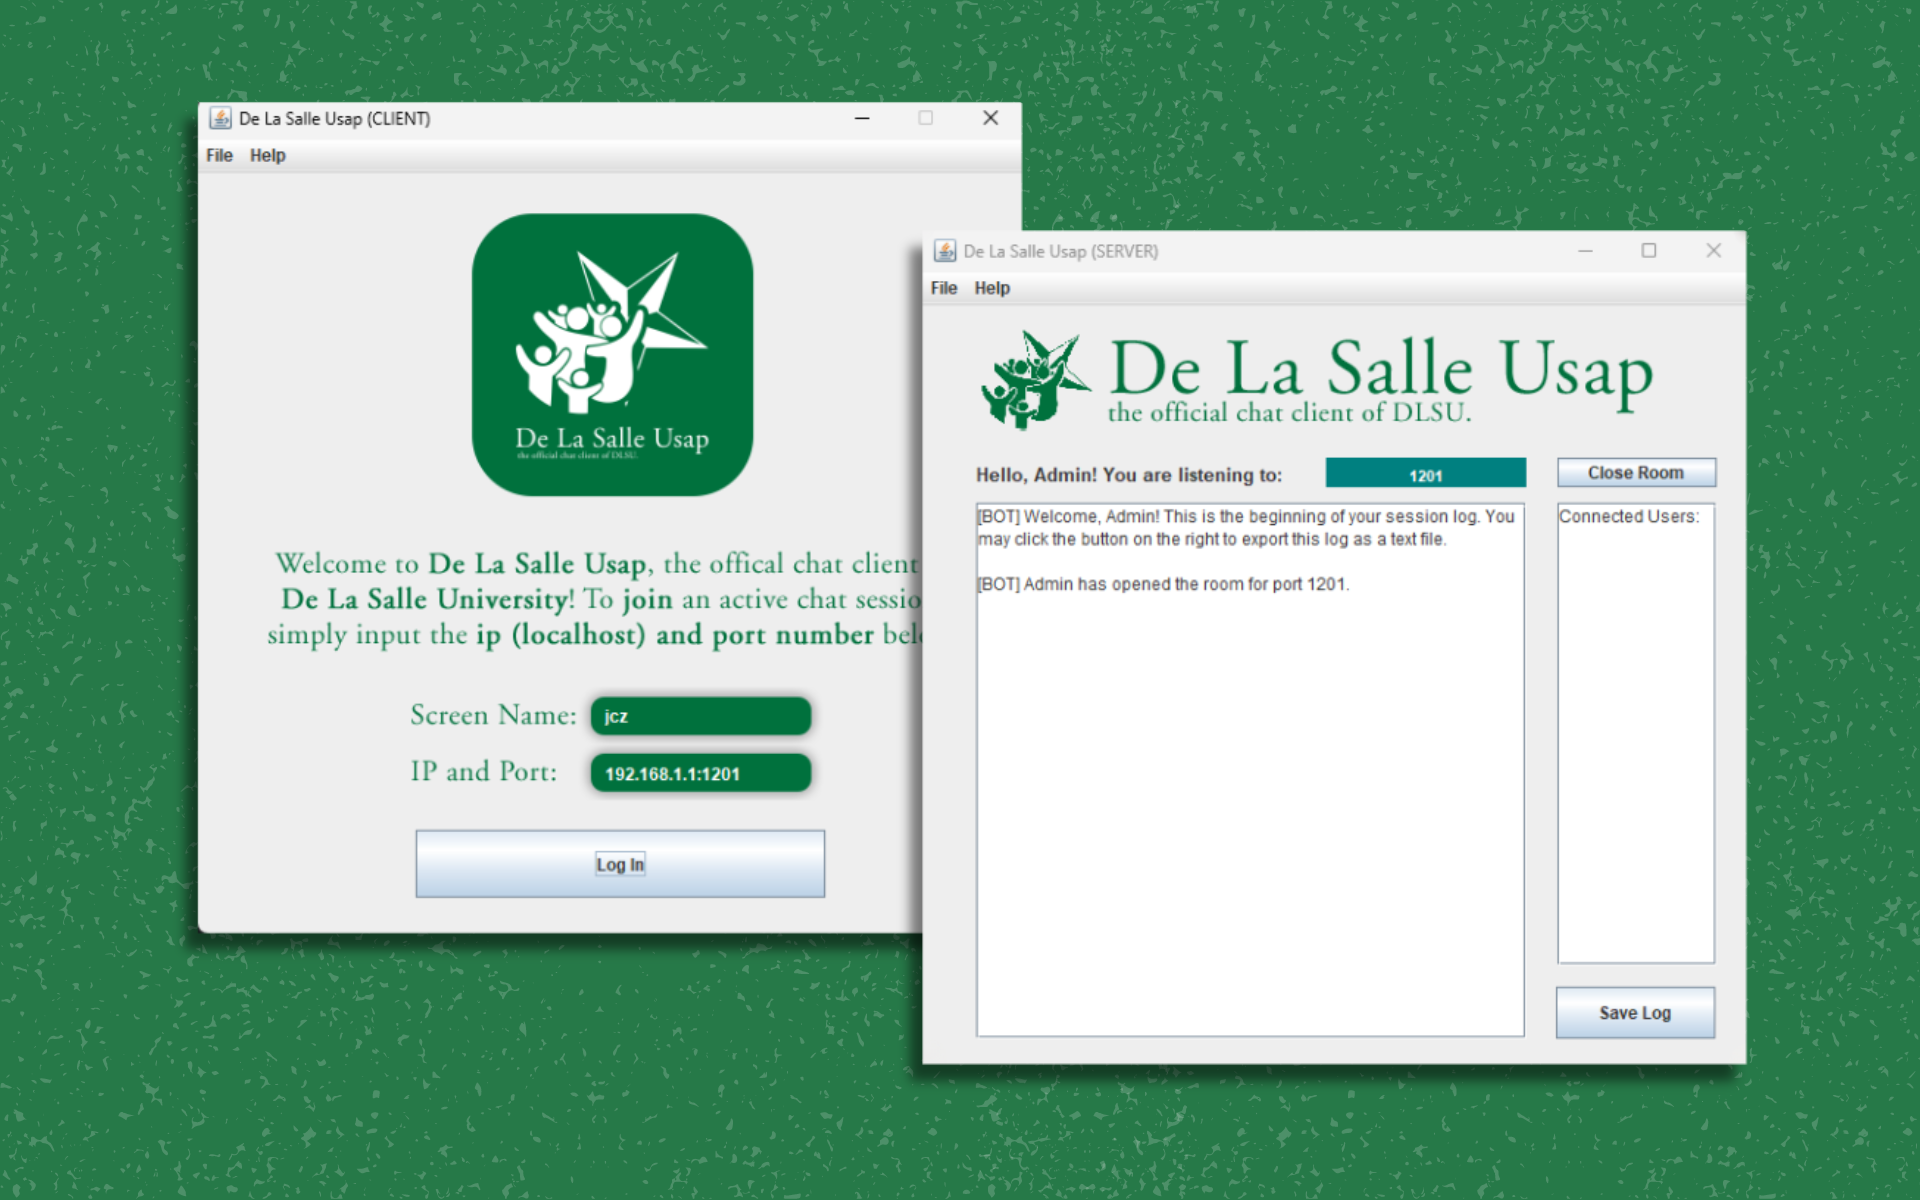 De La Salle Usap (CLIENT)
File Help
De La Salle Usap
the official chat client of DLSU.
Welcome to De La Salle Usap, the offical chat client
De La Salle University! To join an active chat sessio
simply input the ip (localhost) and port number bel
Screen Name: jcz
IP and Port: 192.168.1.1:1201
Log In
De La Salle Usap (SERVER)
File Help
De La Salle Usap
the official chat client of DLSU.
Hello, Admin! You are listening to: 1201 Close Room
[BOT] Welcome, Admin! This is the beginning of your session log. You
may click the button on the right to export this log as a text file.
[BOT] Admin has opened the room for port 1201.
Connected Users:
Save Log